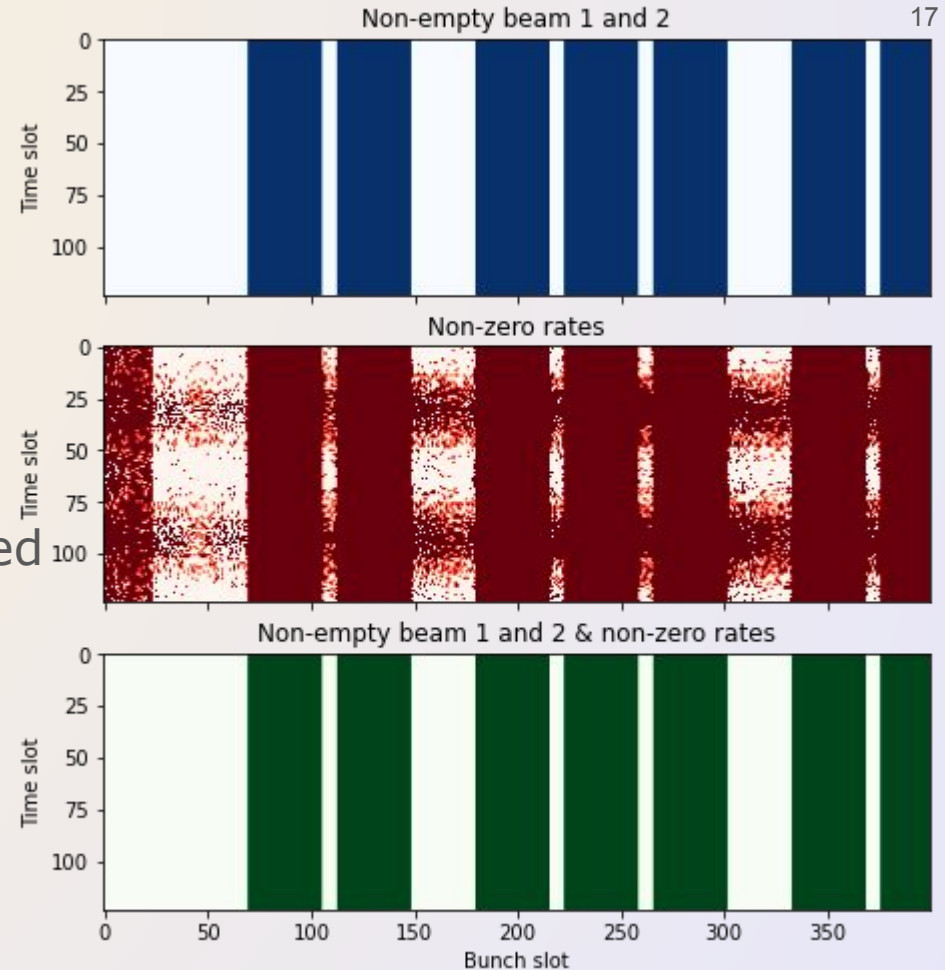 17
Non-empty beam 1 and 2
0
25
50
75
100
Time slot
Non-zero rates
0
25
50
75
100
Time slot
ed
Non-empty beam 1 and 2 & non-zero rates
0
25
50
75
100
Time slot
0 50 100 150 200 250 300 350
Bunch slot